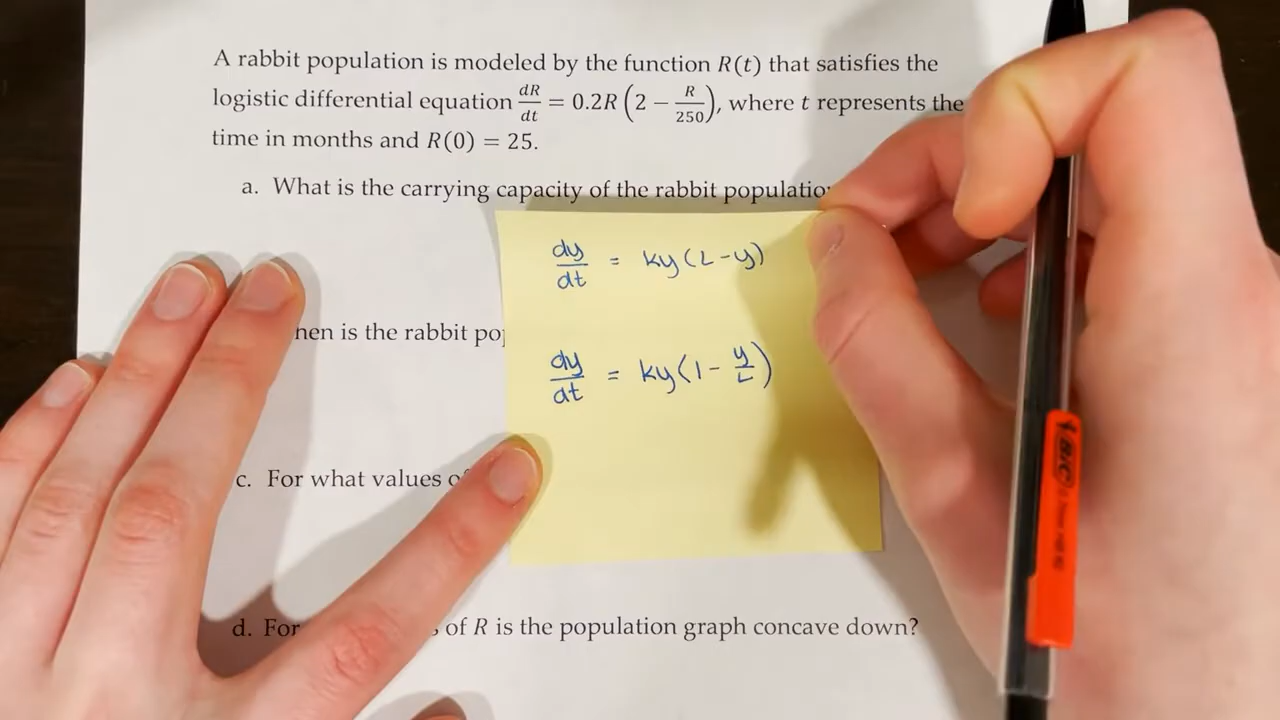 A rabbit population is modeled by the function R(t) that satisfies the
logistic differential equation dR/dt = 0.2R(2 − R/250), where t represents the
time in months and R(0) = 25.
a. What is the carrying capacity of the rabbit
dy/dt = ky(L-y)
is the rabbit
dy/dt = ky(1- y/L)
c. For what values
d. For of R is the population graph concave down?
BIC